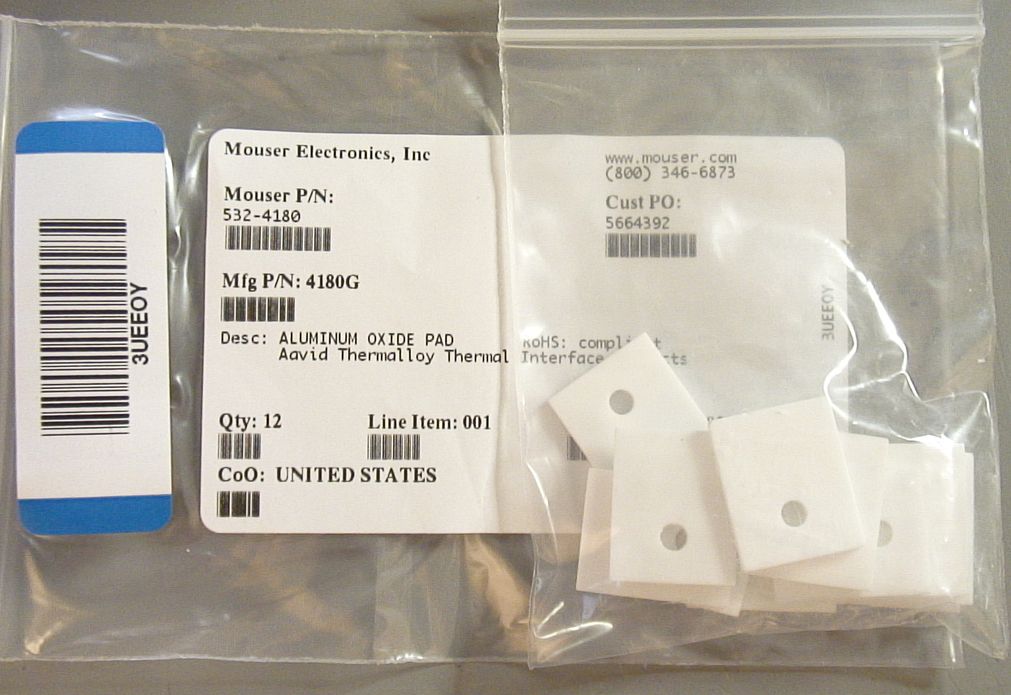 3UEEOY
Mouser Electronics, Inc
www.mouser.com
(800) 346-6873
Mouser P/N:
532-4180
Cust PO:
5664392
Mfg P/N: 4180G
3UEEOY
Desc: ALUMINUM OXIDE PAD
RoHS:
Aavid Thermalloy Thermal Interface
Qty: 12
Line Item: 001
CoO: UNITED STATES